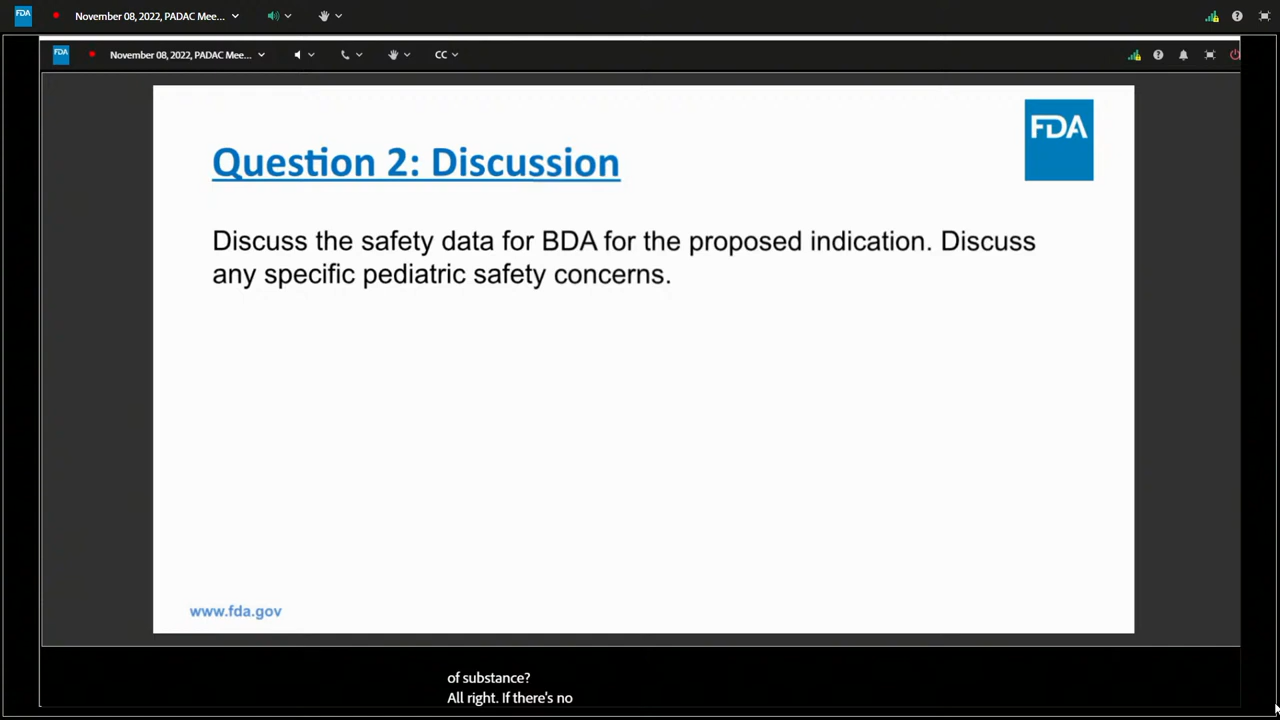 FDA
November 08, 2022, PADAC Mee...
FDA
November 08, 2022, PADAC Mee...
CC
FDA
Question 2: Discussion
Discuss the safety data for BDA for the proposed indication. Discuss
any specific pediatric safety concerns.
www.fda.gov
of substance?
All right. If there's no